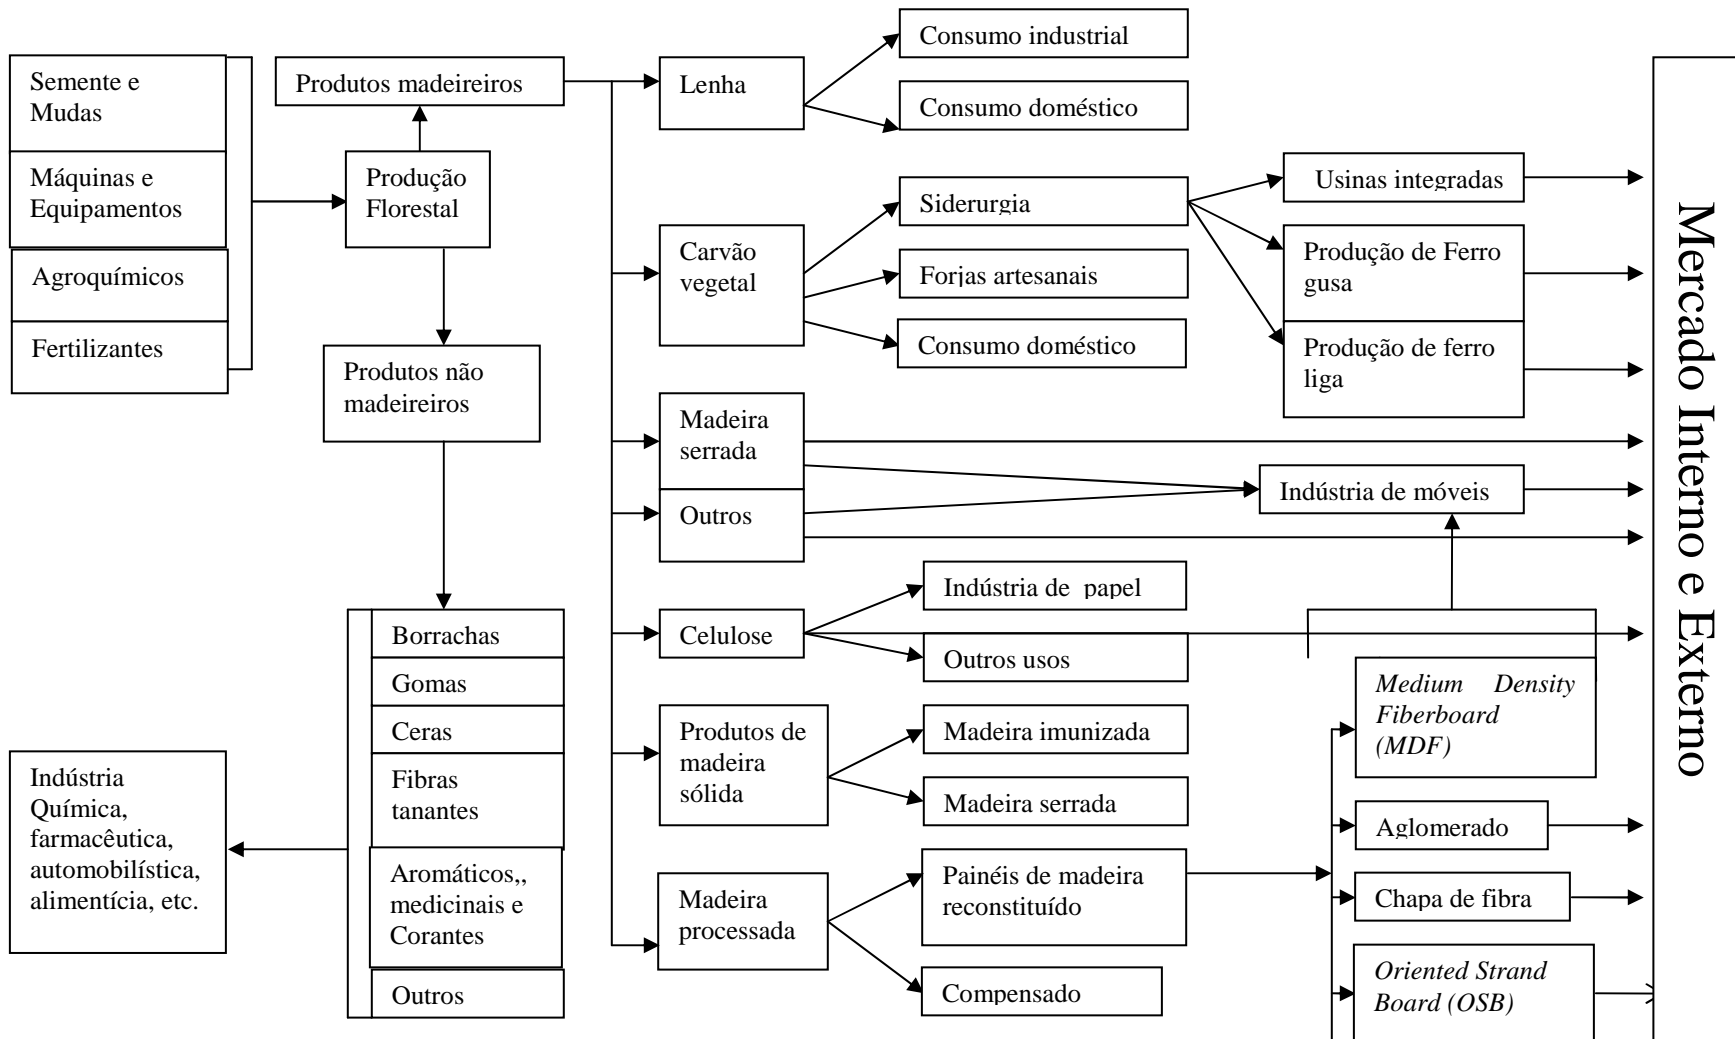 Semente e
Mudas
Máquinas e
Equipamentos
Agroquímicos
Fertilizantes
Produtos madeireiros
Produção
Florestal
Produtos não
madeireiros
Borrachas
Gomas
Ceras
Fibras
tanantes
Aromáticos,,
medicinais e
Corantes
Outros
Indústria
Química,
farmacêutica,
automobilística,
alimentícia, etc.
Lenha
Consumo industrial
Consumo doméstico
Carvão
vegetal
Siderurgia
Forjas artesanais
Consumo doméstico
Usinas integradas
Produção de Ferro
gusa
Produção de ferro
liga
Madeira
serrada
Outros
Indústria de móveis
Celulose
Indústria de papel
Outros usos
Produtos de
madeira
sólida
Madeira imunizada
Madeira serrada
Madeira
processada
Painéis de madeira
reconstituído
Compensado
Medium Density
Fiberboard
(MDF)
Aglomerado
Chapa de fibra
Oriented Strand
Board (OSB)
Mercado Interno e Externo